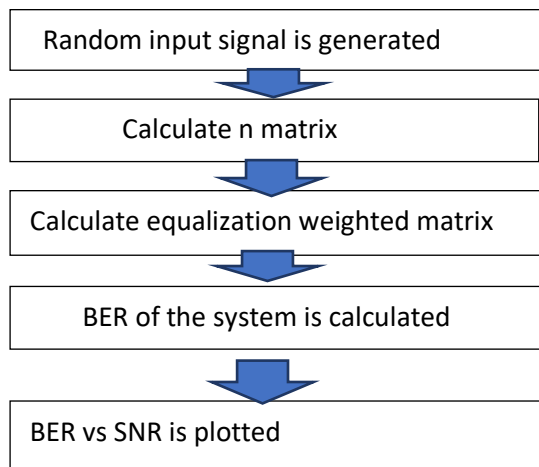 Random input signal is generated
Calculate n matrix
Calculate equalization weighted matrix
BER of the system is calculated
BER vs SNR is plotted